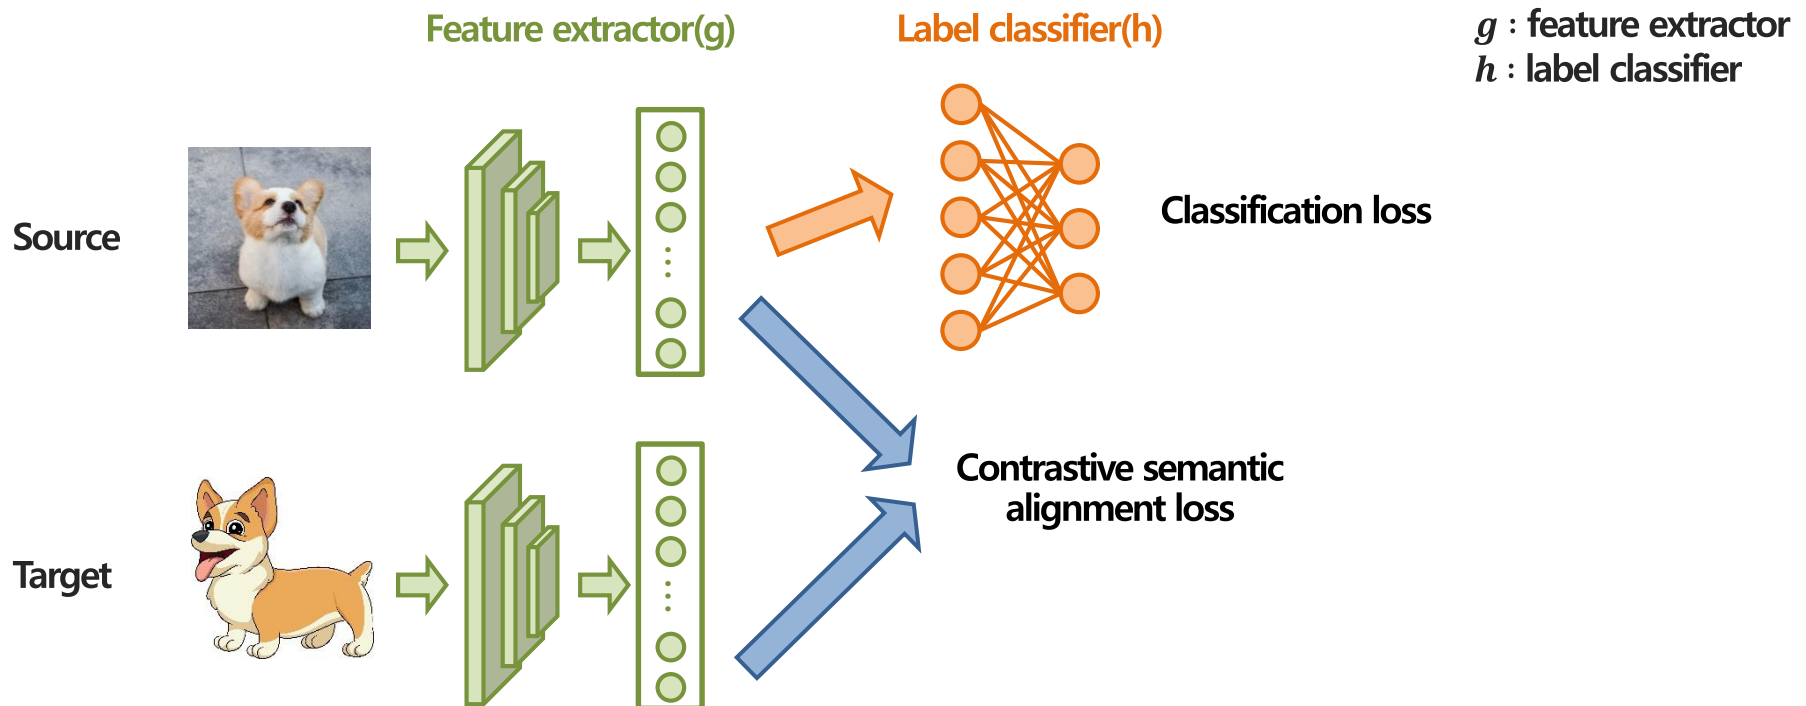 Feature extractor(g)
Label classifier(h)
g : feature extractor
h : label classifier
Source
Classification loss
Contrastive semantic
alignment loss
Target